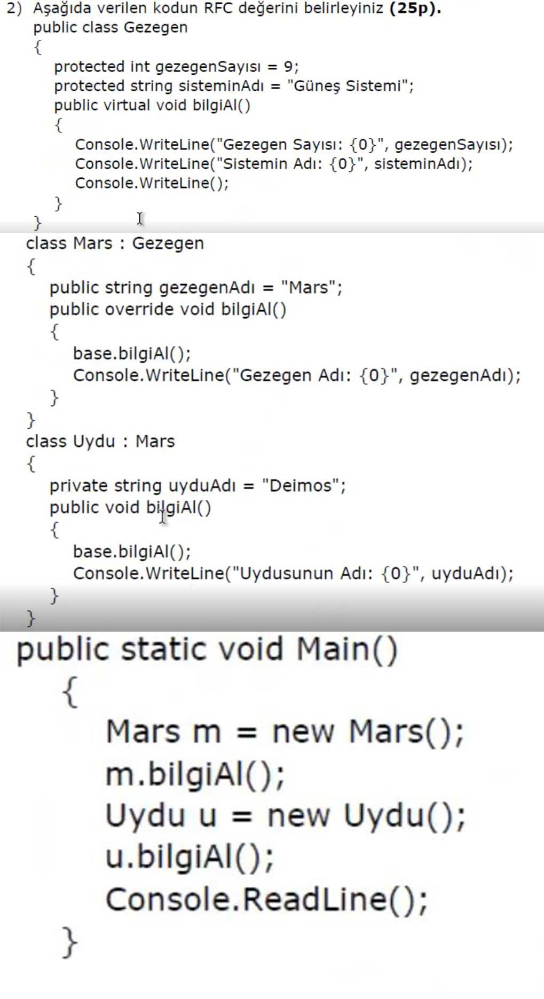 2) Aşağıda verilen kodun RFC değerini belirleyiniz (25p).
public class Gezegen
{
protected int gezegenSayısı = 9;
protected string sisteminAdı = "Güneş Sistemi";
public virtual void bilgiAl()
{
Console.WriteLine("Gezegen Sayısı: {0}", gezegenSayısı);
Console.WriteLine("Sistemin Adı: {0}", sisteminAdı);
Console.WriteLine();
}
}
class Mars : Gezegen
{
public string gezegenAdı = "Mars";
public override void bilgiAl()
{
base.bilgiAl();
Console.WriteLine("Gezegen Adı: {0}", gezegenAdı);
}
}
class Uydu : Mars
{
private string uyduAdı = "Deimos";
public void bilgiAl()
{
base.bilgiAl();
Console.WriteLine("Uydusunun Adı: {0}", uyduAdı);
}
}
public static void Main()
{
Mars m = new Mars();
m.bilgiAl();
Uydu u = new Uydu();
u.bilgiAl();
Console.ReadLine();
}